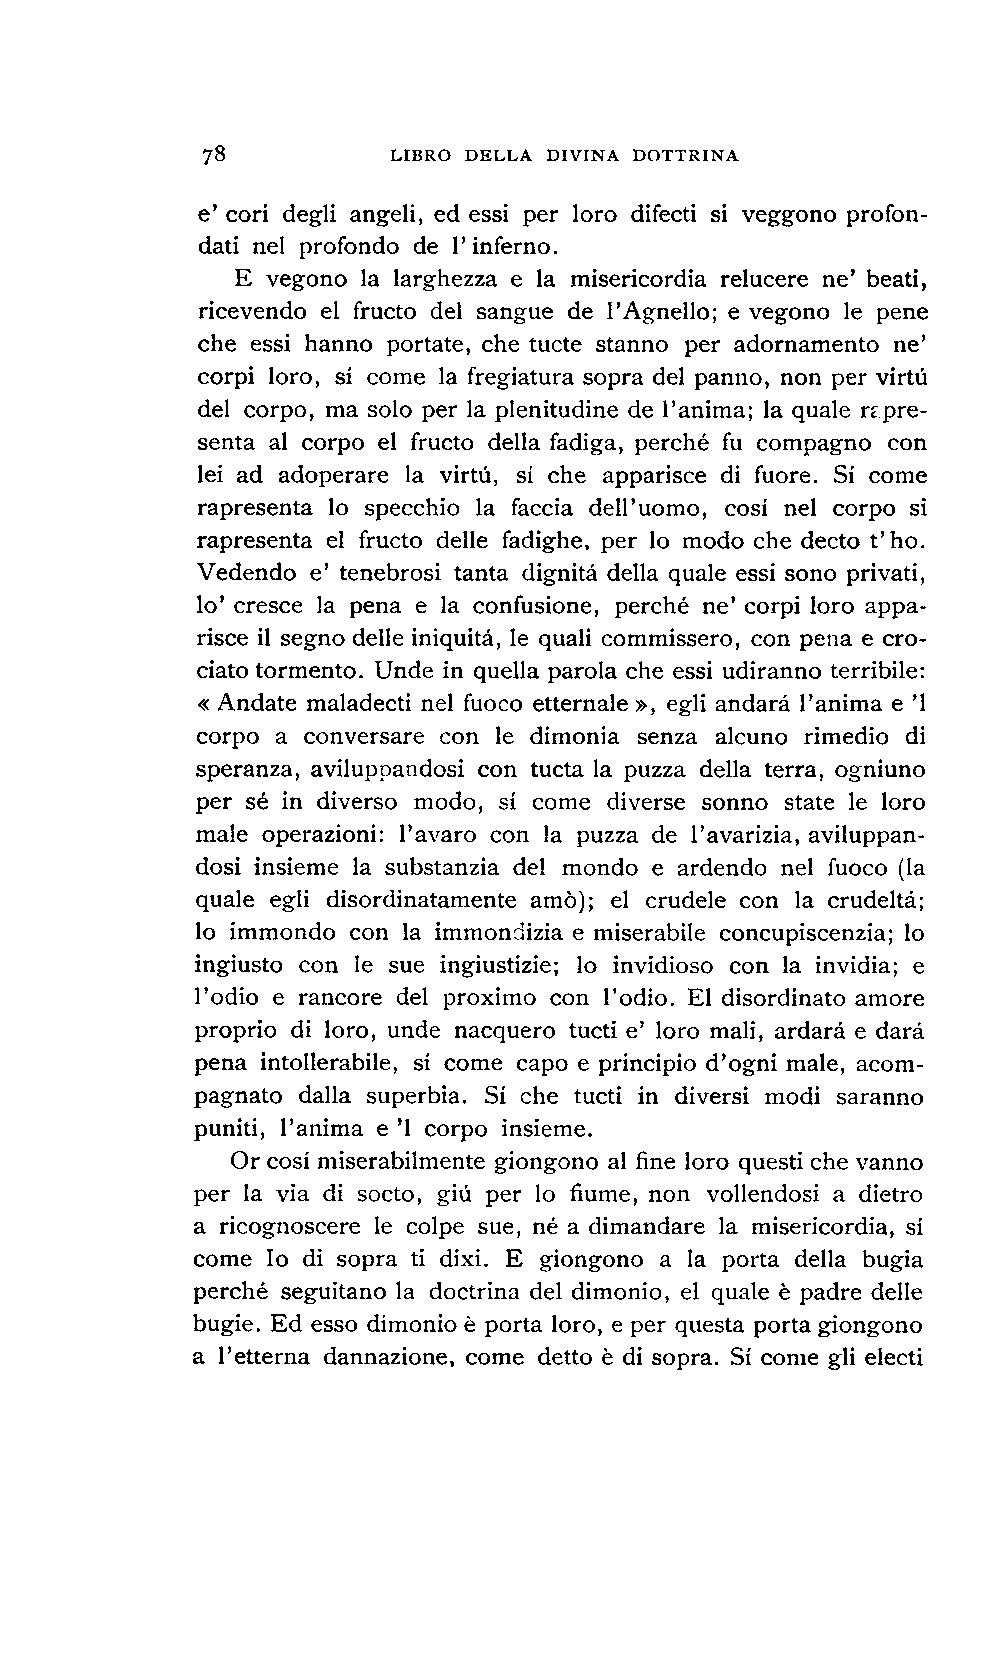 78 LIBRO DELLA DIVINA DOTTRINA
e' cori degli angeli, ed essi per loro difecti si veggono profon-
dati nel profondo de l'inferno.
E vegono la larghezza e la misericordia relucere ne' beati,
ricevendo el fructo del sangue de l'Agnello; e vegono le pene
che essi hanno portate, che tucte stanno per adornamento ne'
corpi loro, sí come la fregiatura sopra del panno, non per virtú
del corpo, ma solo per la plenitudine de l'anima; la quale rapre-
senta al corpo el fructo della fadiga, perché fu compagno con
lei ad adoperare la virtú, sí che apparisce di fuore. Sí come
rapresenta lo specchio la faccia dell'uomo, cosí nel corpo si
rapresenta el fructo delle fadighe, per lo modo che decto t'ho.
Vedendo e' tenebrosi tanta dignitá della quale essi sono privati,
lo' cresce la pena e la confusione, perché ne' corpi loro appa-
risce il segno delle iniquitá, le quali commissero, con pena e cro-
ciato tormento. Unde in quella parola che essi udiranno terribile:
« Andate maladecti nel fuoco etternale », egli andará l'anima e 'l
corpo a conversare con le dimonia senza alcuno rimedio di
speranza, aviluppandosi con tucta la puzza della terra, ogniuno
per sé in diverso modo, sí come diverse sonno state le loro
male operazioni: l'avaro con la puzza de l'avarizia, aviluppan-
dosi insieme la substanzia del mondo e ardendo nel fuoco (la
quale egli disordinatamente amò); el crudele con la crudeltá;
lo immondo con la immondizia e miserabile concupiscenzia; lo
ingiusto con le sue ingiustizie; lo invidioso con la invidia; e
l'odio e rancore del proximo con l'odio. El disordinato amore
proprio di loro, unde nacquero tucti e' loro mali, ardará e dará
pena intollerabile, sí come capo e principio d'ogni male, acom-
pagnato dalla superbia. Sí che tucti in diversi modi saranno
puniti, l'anima e 'l corpo insieme.
Or cosí miserabilmente giongono al fine loro questi che vanno
per la via di socto, giú per lo fiume, non vollendosi a dietro
a ricognoscere le colpe sue, né a dimandare la misericordia, sí
come Io di sopra ti dixi. E giongono a la porta della bugia
perché seguitano la doctrina del dimonio, el quale è padre delle
bugie. Ed esso dimonio è porta loro, e per questa porta giongono
a l'etterna dannazione, come detto è di sopra. Sí come gli electi